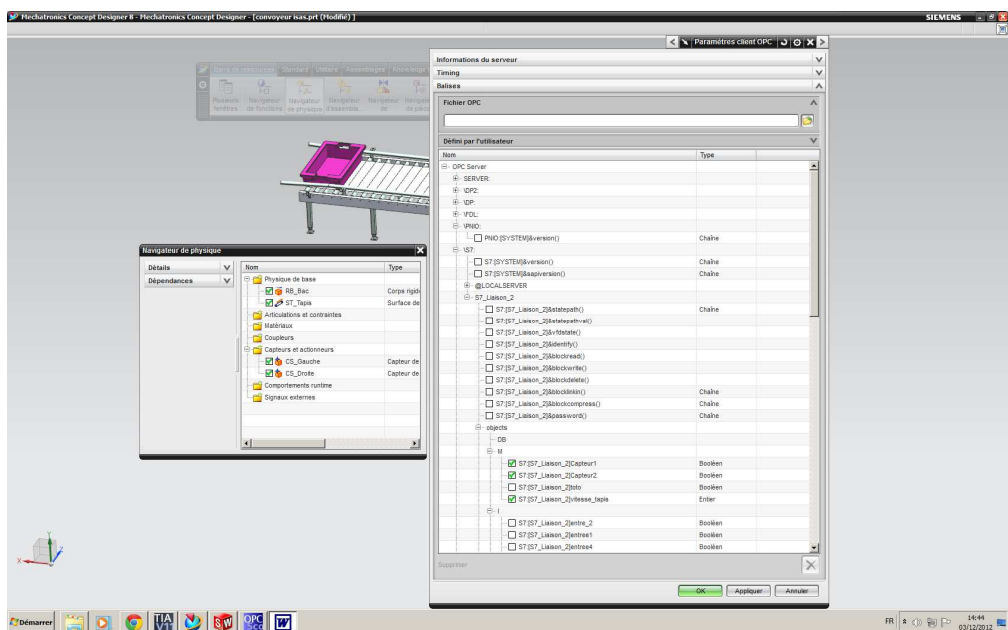 Mechatronics Concept Designer 8 - Mechatronics Concept Designer - [convoyeur isas.prt (Modifié) ]
SIEMENS
Paramètres client OPC
Informations du serveur
Timing
Balises
Fichier OPC
Défini par l'utilisateur
Nom Type
OPC Server
SERVER:
\DP2:
\DP:
\FDL:
\PNIO:
PNIO:[SYSTEM]&version() Chaîne
\S7:
S7:[SYSTEM]&version() Chaîne
S7:[SYSTEM]&sapiversion() Chaîne
@LOCALSERVER
S7_Liaison_2
S7:[S7_Liaison_2]&statepath() Chaîne
S7:[S7_Liaison_2]&statepathval()
S7:[S7_Liaison_2]&vfdstate()
S7:[S7_Liaison_2]&identify()
S7:[S7_Liaison_2]&blockread()
S7:[S7_Liaison_2]&blockwrite()
S7:[S7_Liaison_2]&blockdelete()
S7:[S7_Liaison_2]&blocklinkin() Chaîne
S7:[S7_Liaison_2]&blockcompress() Chaîne
S7:[S7_Liaison_2]&password() Chaîne
objects
DB
M
S7:[S7_Liaison_2]Capteur1 Booléen
S7:[S7_Liaison_2]Capteur2 Booléen
S7:[S7_Liaison_2]toto Booléen
S7:[S7_Liaison_2]vitesse_tapis Entier
I
S7:[S7_Liaison_2]entre_2 Booléen
S7:[S7_Liaison_2]entree1 Booléen
S7:[S7_Liaison_2]entree4 Booléen
Supprimer
OK Appliquer Annuler
Navigateur de physique
Détails
Dépendances
Nom Type
Physique de base
RB_Bac Corps rigid
ST_Tapis Surface de
Articulations et contraintes
Matériaux
Coupleurs
Capteurs et actionneurs
CS_Gauche Capteur de
CS_Droite Capteur de
Comportements runtime
Signaux externes
Y
X
Z
Démarrer
TIA V11
SW
OPC Sco
W
FR
14:44
03/12/2012